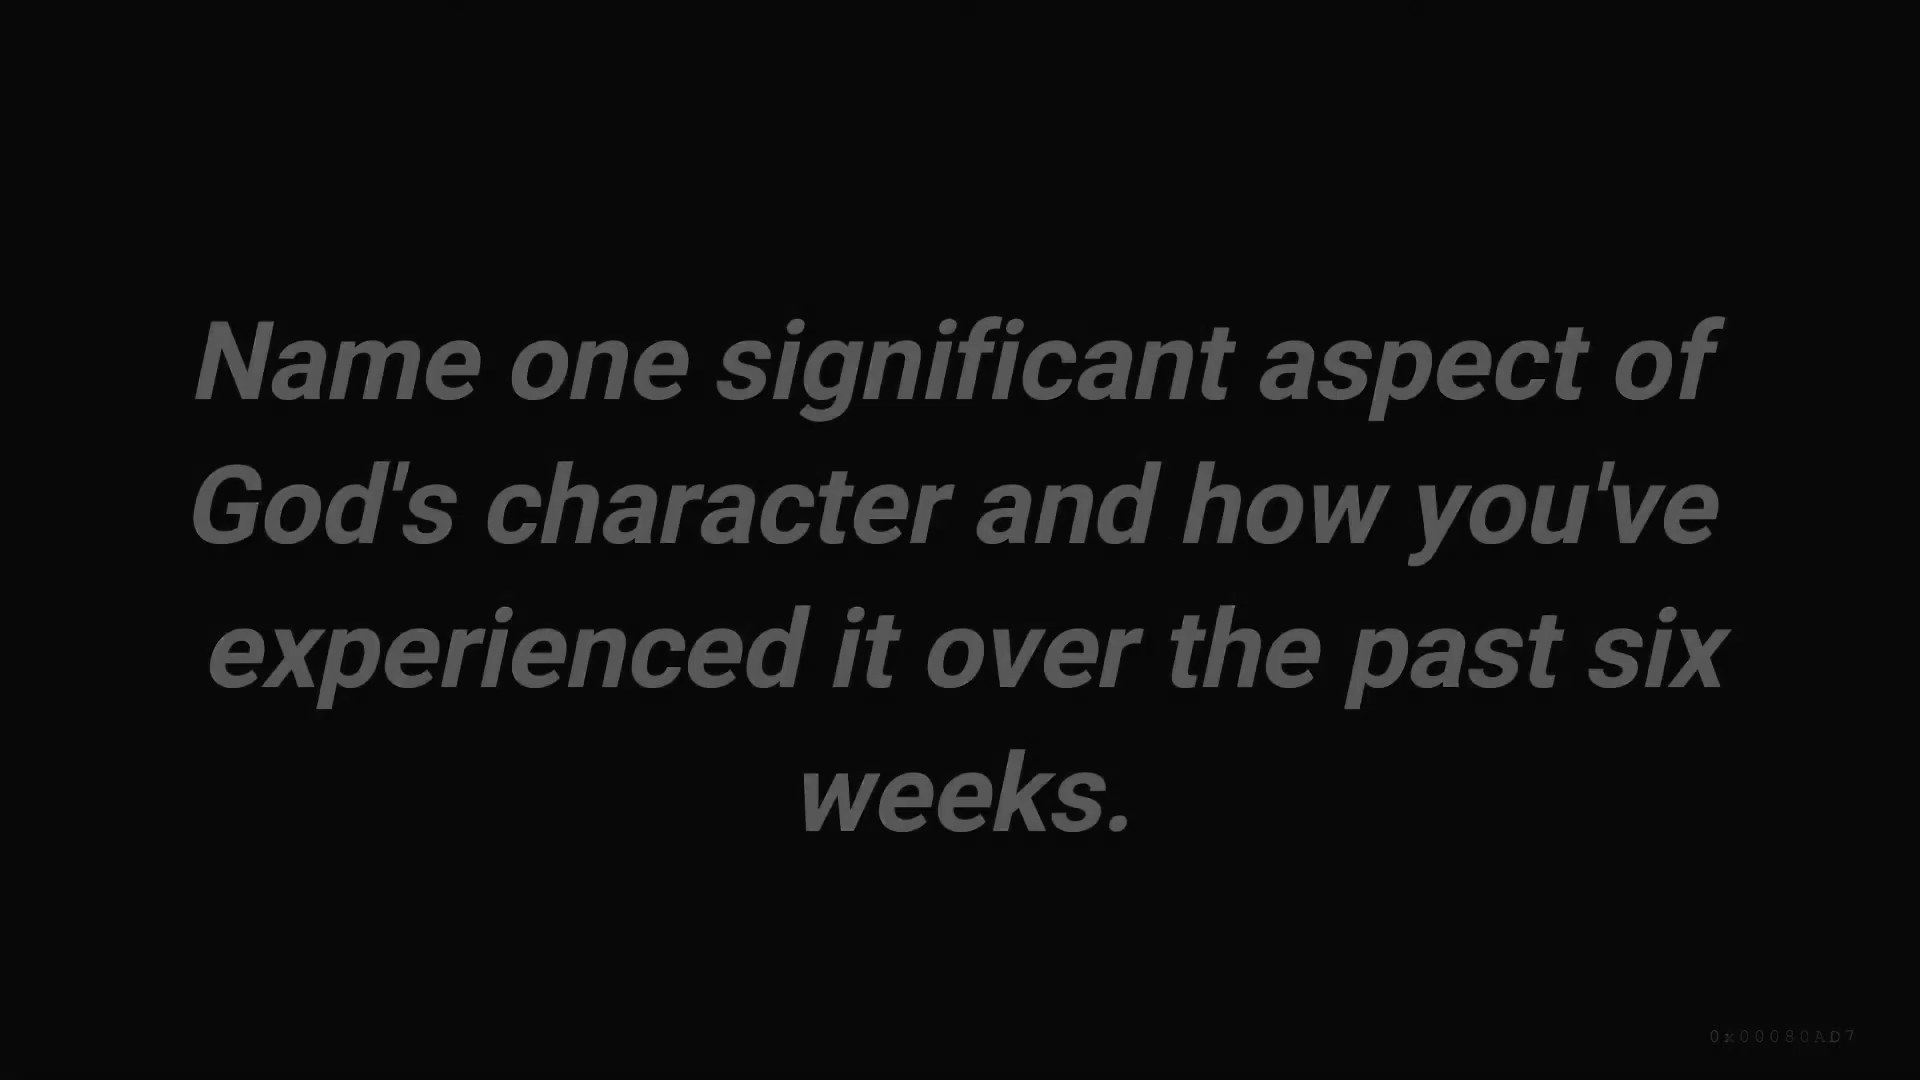 Name one significant aspect of
God's character and how you've
experienced it over the past six
weeks.
0x00080AD7